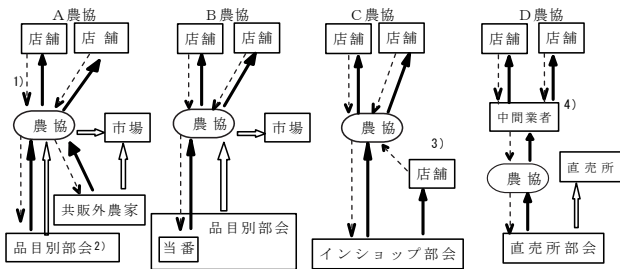 A農協
店舗
店舗
1)
農協
市場
共販外農家
品目別部会2)
B農協
店舗
店舗
農協
市場
品目別部会
当番
C農協
店舗
店舗
農協
3)
店舗
インショップ部会
D農協
店舗
店舗
中間業者
4)
農協
直売所
直売所部会